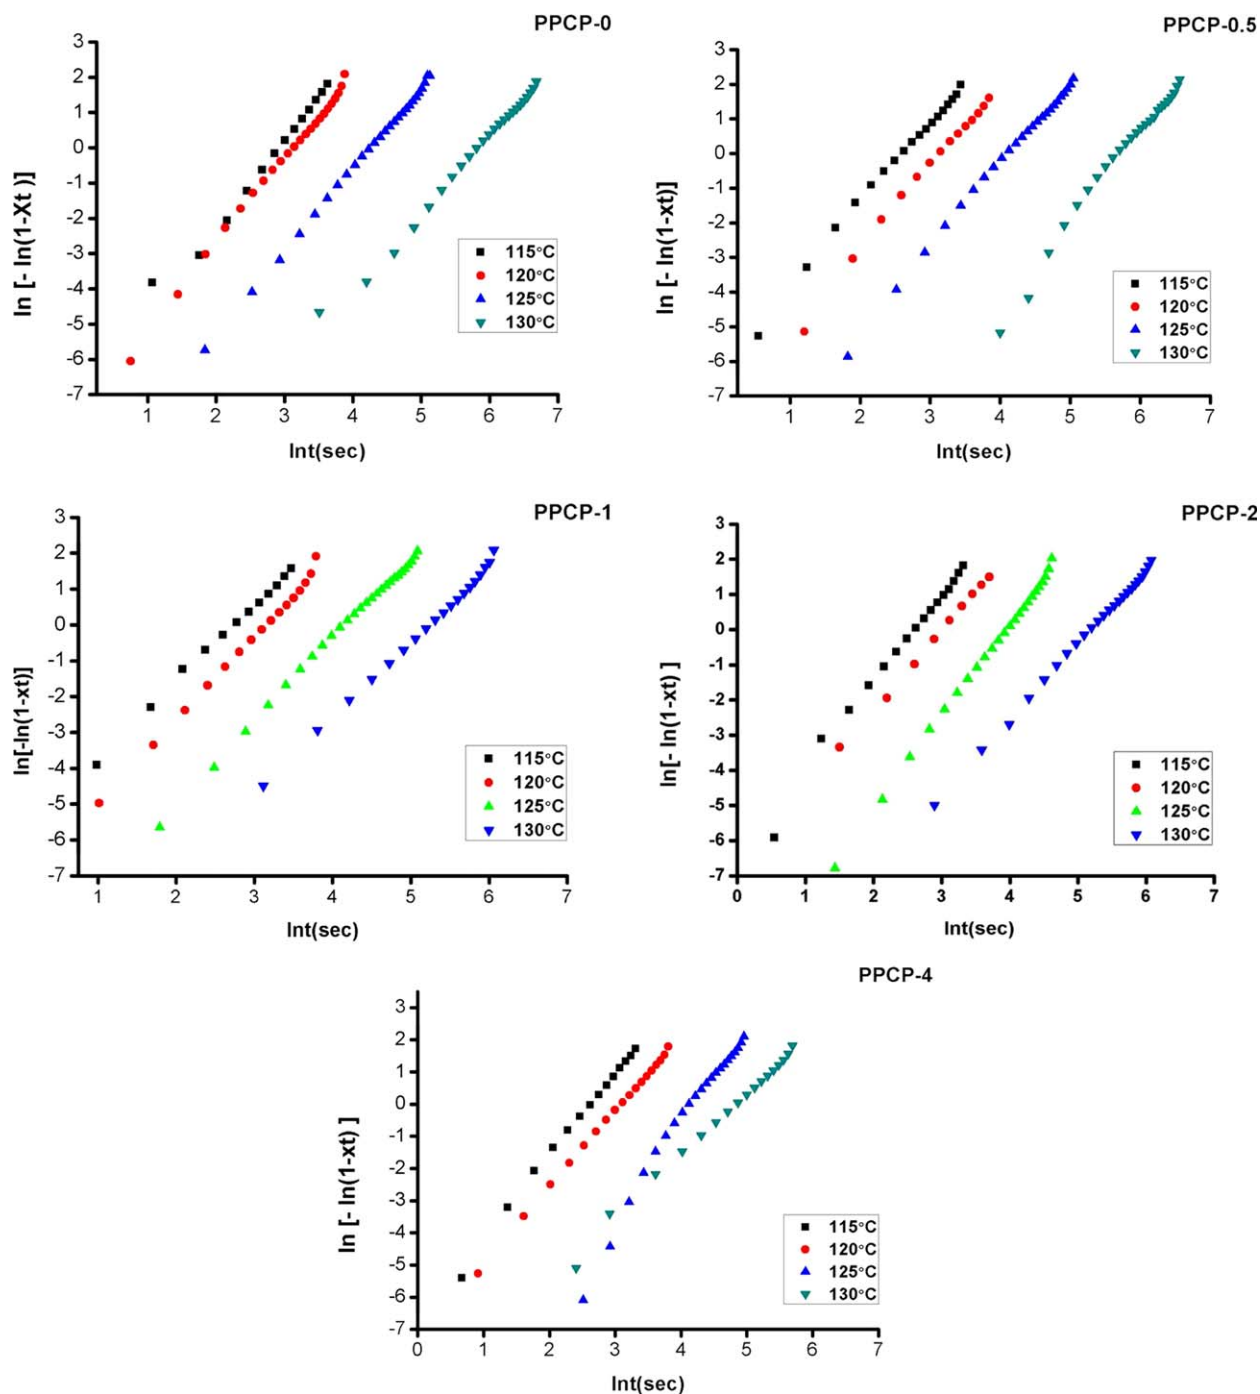 PPCP-0
ln [ - ln(1-Xt )]
3
2
1
0
-1
-2
-3
-4
-5
-6
-7
115°C
120°C
125°C
130°C
1 2 3 4 5 6 7
lnt(sec)
PPCP-0.5
ln [- ln(1-xt)]
3
2
1
0
-1
-2
-3
-4
-5
-6
-7
115°C
120°C
125°C
130°C
1 2 3 4 5 6 7
lnt(sec)
PPCP-1
ln[-ln(1-xt)]
3
2
1
0
-1
-2
-3
-4
-5
-6
-7
115°C
120°C
125°C
130°C
1 2 3 4 5 6 7
lnt(sec)
PPCP-2
ln[- ln(1-xt) ]
3
2
1
0
-1
-2
-3
-4
-5
-6
-7
115°C
120°C
125°C
130°C
0 1 2 3 4 5 6 7
lnt(sec)
PPCP-4
ln [- ln(1-xt) ]
3
2
1
0
-1
-2
-3
-4
-5
-6
-7
115°C
120°C
125°C
130°C
0 1 2 3 4 5 6 7
lnt(sec)